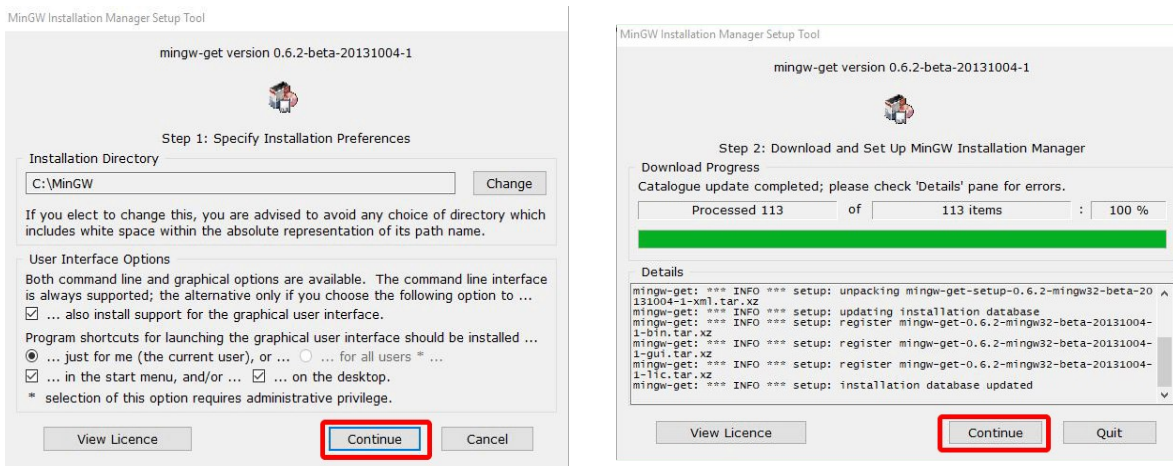 MinGW Installation Manager Setup Tool
mingw-get version 0.6.2-beta-20131004-1
Step 1: Specify Installation Preferences
Installation Directory
C:\MinGW
Change
If you elect to change this, you are advised to avoid any choice of directory which
includes white space within the absolute representation of its path name.
User Interface Options
Both command line and graphical options are available. The command line interface
is always supported; the alternative only if you choose the following option to ...
... also install support for the graphical user interface.
Program shortcuts for launching the graphical user interface should be installed ...
... just for me (the current user), or ... ... for all users * ...
... in the start menu, and/or ... ... on the desktop.
* selection of this option requires administrative privilege.
View Licence
Continue
Cancel
MinGW Installation Manager Setup Tool
mingw-get version 0.6.2-beta-20131004-1
Step 2: Download and Set Up MinGW Installation Manager
Download Progress
Catalogue update completed; please check 'Details' pane for errors.
Processed 113 of 113 items : 100 %
Details
mingw-get: *** INFO *** setup: unpacking mingw-get-setup-0.6.2-mingw32-beta-20
131004-1-xml.tar.xz
mingw-get: *** INFO *** setup: updating installation database
mingw-get: *** INFO *** setup: register mingw-get-0.6.2-mingw32-beta-20131004-
1-bin.tar.xz
mingw-get: *** INFO *** setup: register mingw-get-0.6.2-mingw32-beta-20131004-
1-gui.tar.xz
mingw-get: *** INFO *** setup: register mingw-get-0.6.2-mingw32-beta-20131004-
1-lic.tar.xz
mingw-get: *** INFO *** setup: installation database updated
View Licence
Continue
Quit